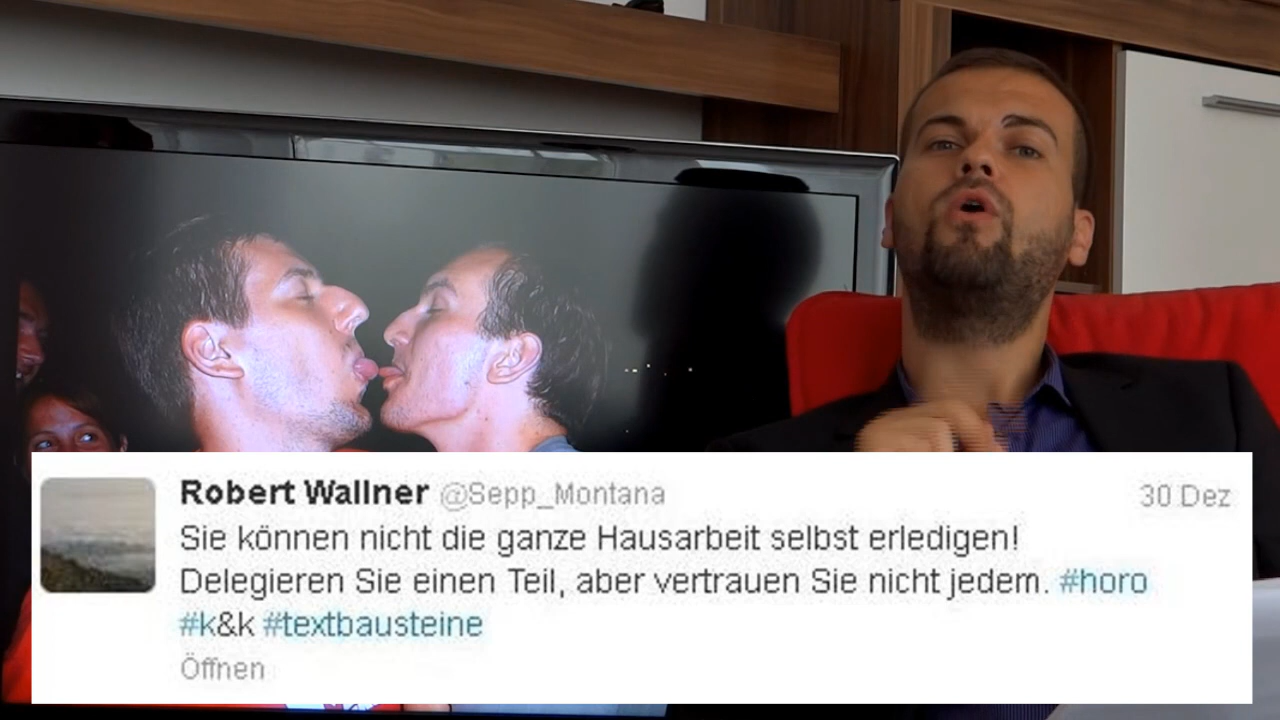 Robert Wallner @Sepp_Montana 30 Dez
Sie können nicht die ganze Hausarbeit selbst erledigen!
Delegieren Sie einen Teil, aber vertrauen Sie nicht jedem. #horo
#k&k #textbausteine
Öffnen